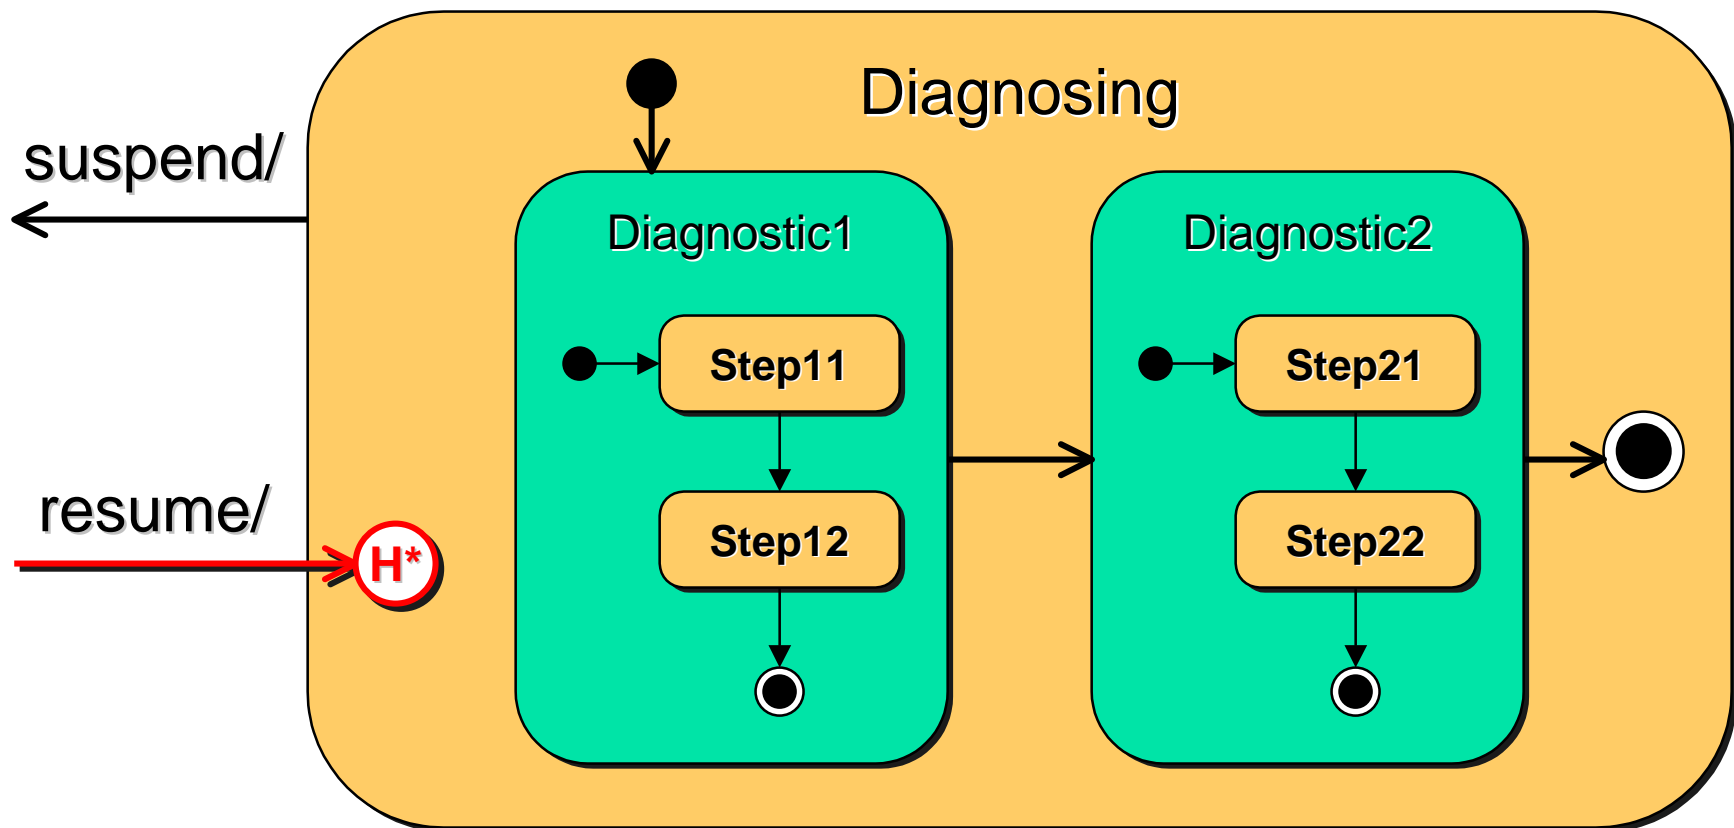 Diagnosing
suspend/
Diagnostic1
Diagnostic2
Step11
Step21
resume/
H*
Step12
Step22